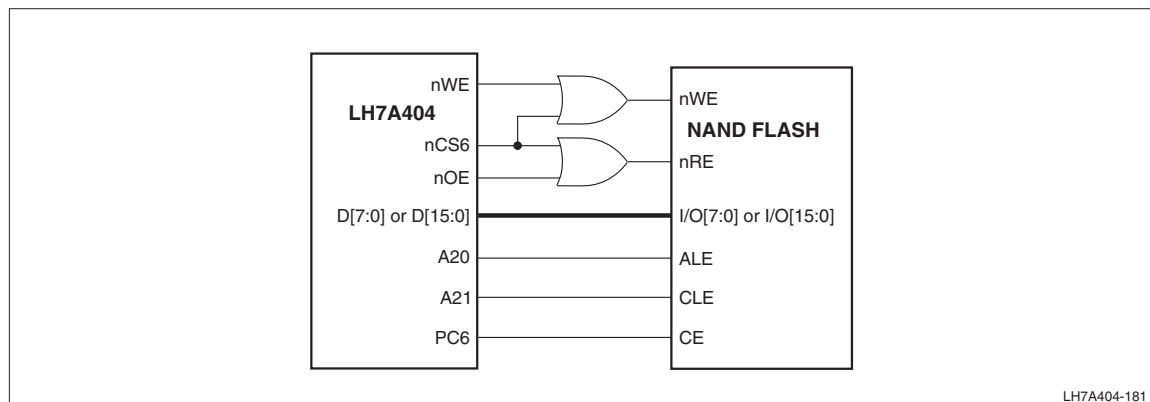 LH7A404
nWE
nCS6
nOE
D[7:0] or D[15:0]
A20
A21
PC6
NAND FLASH
nWE
nRE
I/O[7:0] or I/O[15:0]
ALE
CLE
CE
LH7A404-181